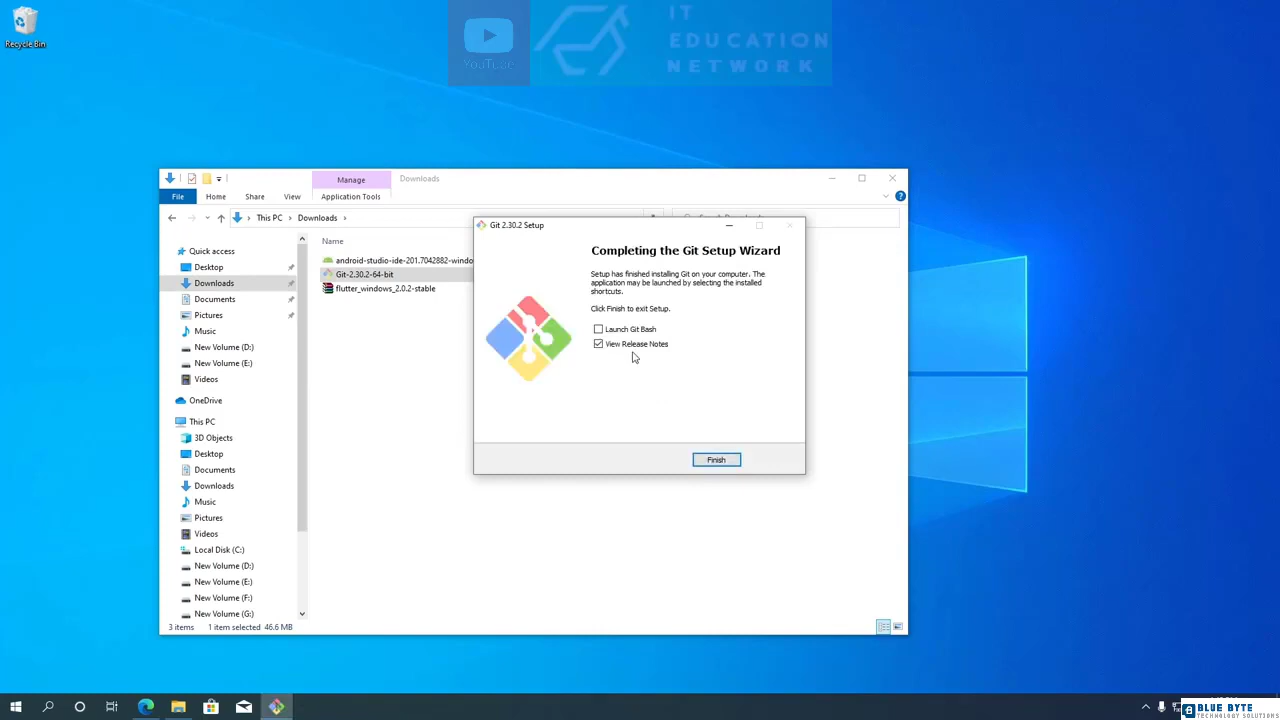 Recycle Bin
YouTube
IT
EDUCATION
NETWORK
Manage
Downloads
File
Home
Share
View
Application Tools
This PC
Downloads
Quick access
Desktop
Downloads
Documents
Pictures
Music
New Volume (D:)
New Volume (E:)
Videos
OneDrive
This PC
3D Objects
Desktop
Documents
Downloads
Music
Pictures
Videos
Local Disk (C:)
New Volume (D:)
New Volume (E:)
New Volume (F:)
New Volume (G:)
Name
android-studio-ide-201.7042882-windo
Git-2.30.2-64-bit
flutter_windows_2.0.2-stable
Git 2.30.2 Setup
Completing the Git Setup Wizard
Setup has finished installing Git on your computer. The
application may be launched by selecting the installed
shortcuts.
Click Finish to exit Setup.
Launch Git Bash
View Release Notes
Finish
3 items
1 item selected 46.6 MB
BLUE BYTE
TECHNOLOGY SOLUTIONS